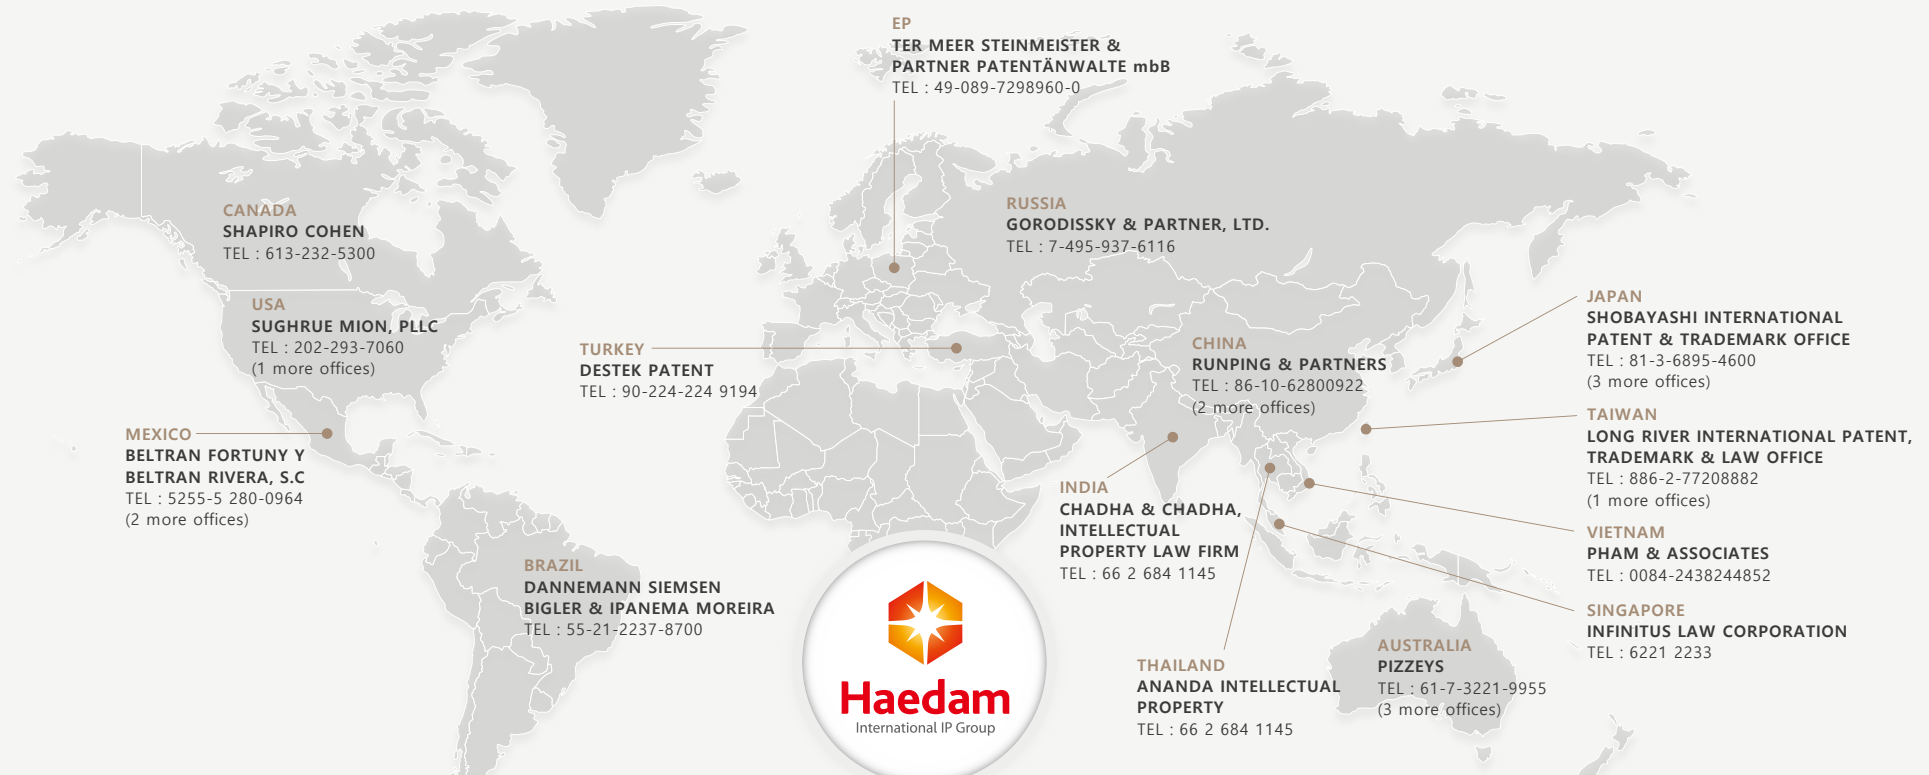 EP
TER MEER STEINMEISTER &
PARTNER PATENTÄNWALTE mbB
TEL : 49-089-7298960-0
CANADA
SHAPIRO COHEN
TEL : 613-232-5300
RUSSIA
GORODISSKY & PARTNER, LTD.
TEL : 7-495-937-6116
USA
SUGHRUE MION, PLLC
TEL : 202-293-7060
(1 more offices)
TURKEY
DESTEK PATENT
TEL : 90-224-224 9194
CHINA
RUNPING & PARTNERS
TEL : 86-10-62800922
(2 more offices)
JAPAN
SHOBAYASHI INTERNATIONAL
PATENT & TRADEMARK OFFICE
TEL : 81-3-6895-4600
(3 more offices)
MEXICO
BELTRAN FORTUNY Y
BELTRAN RIVERA, S.C
TEL : 5255-5 280-0964
(2 more offices)
TAIWAN
LONG RIVER INTERNATIONAL PATENT,
TRADEMARK & LAW OFFICE
TEL : 886-2-77208882
(1 more offices)
INDIA
CHADHA & CHADHA,
INTELLECTUAL
PROPERTY LAW FIRM
TEL : 66 2 684 1145
VIETNAM
PHAM & ASSOCIATES
TEL : 0084-2438244852
BRAZIL
DANNEMANN SIEMSEN
BIGLER & IPANEMA MOREIRA
TEL : 55-21-2237-8700
SINGAPORE
INFINITUS LAW CORPORATION
TEL : 6221 2233
THAILAND
ANANDA INTELLECTUAL
PROPERTY
TEL : 66 2 684 1145
AUSTRALIA
PIZZEYS
TEL : 61-7-3221-9955
(3 more offices)
Haedam
International IP Group